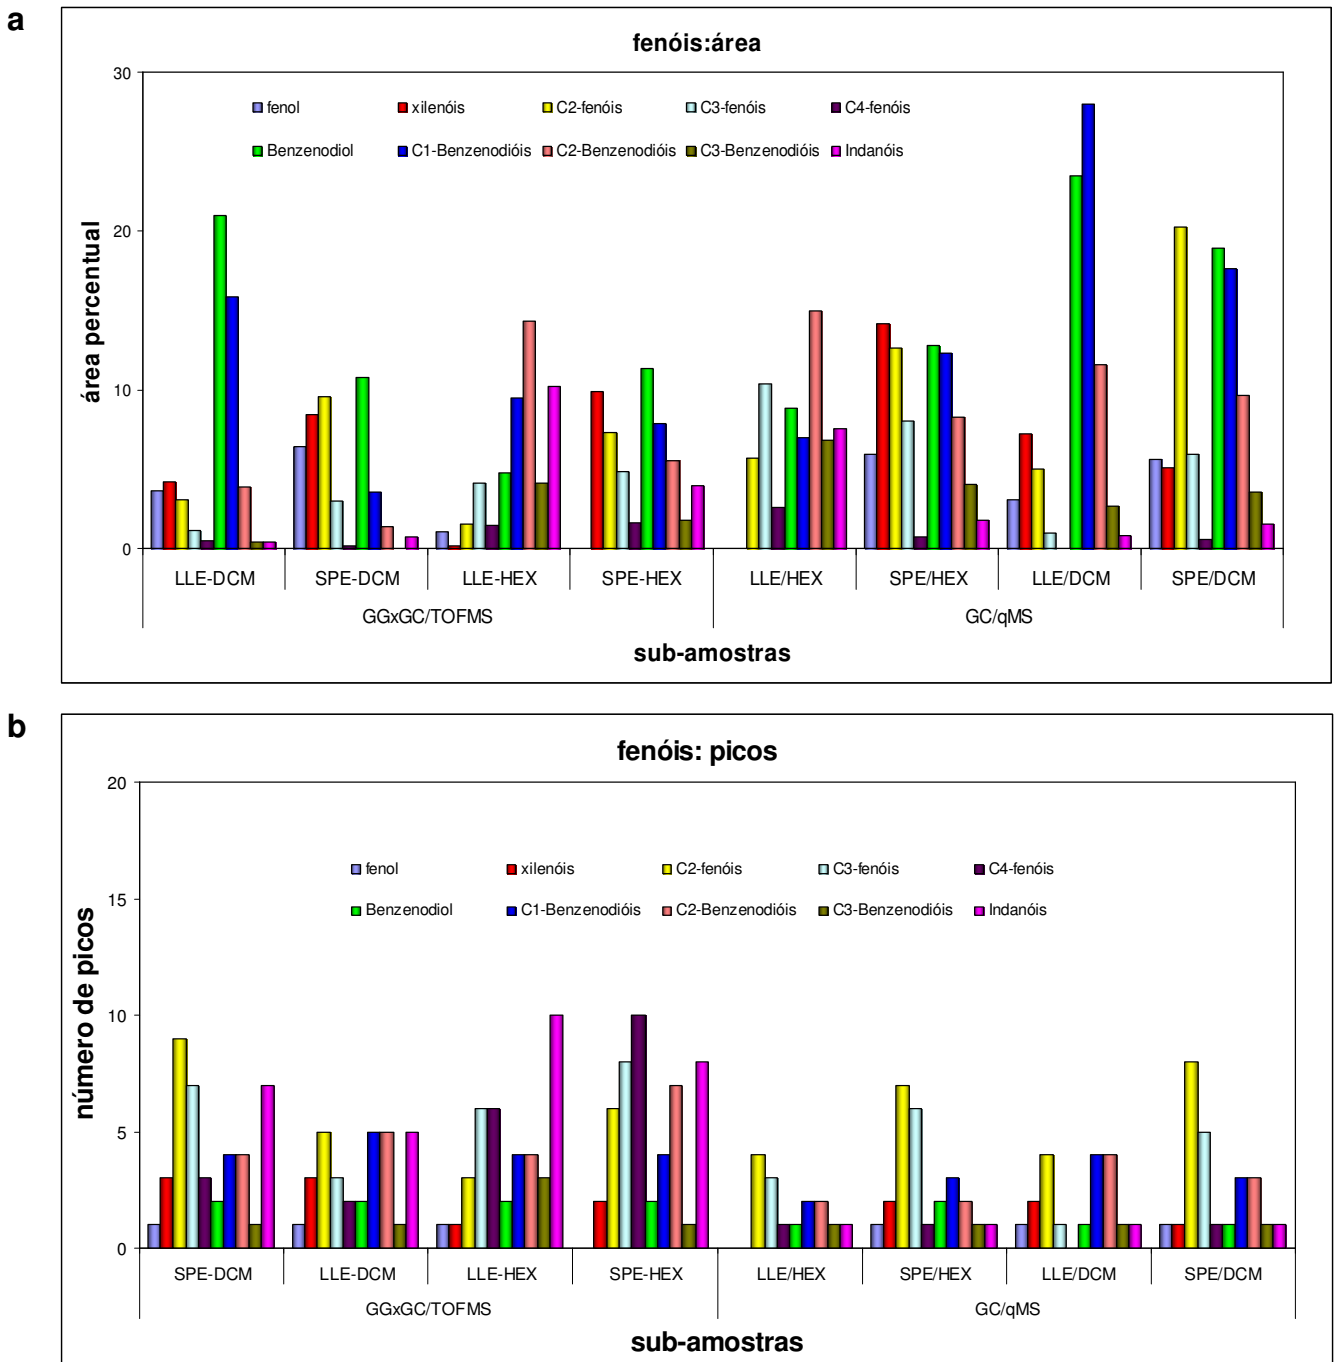 a
fenóis:área
30
fenol xilenóis C2-fenóis C3-fenóis C4-fenóis
Benzenodiol C1-Benzenodióis C2-Benzenodióis C3-Benzenodióis Indanóis
20
área percentual
10
0
LLE-DCM SPE-DCM LLE-HEX SPE-HEX LLE/HEX SPE/HEX LLE/DCM SPE/DCM
GGxGC/TOFMS GC/qMS
sub-amostras
b
fenóis: picos
20
fenol xilenóis C2-fenóis C3-fenóis C4-fenóis
15
Benzenodiol C1-Benzenodióis C2-Benzenodióis C3-Benzenodióis Indanóis
número de picos
10
5
0
SPE-DCM LLE-DCM LLE-HEX SPE-HEX LLE/HEX SPE/HEX LLE/DCM SPE/DCM
GGxGC/TOFMS GC/qMS
sub-amostras